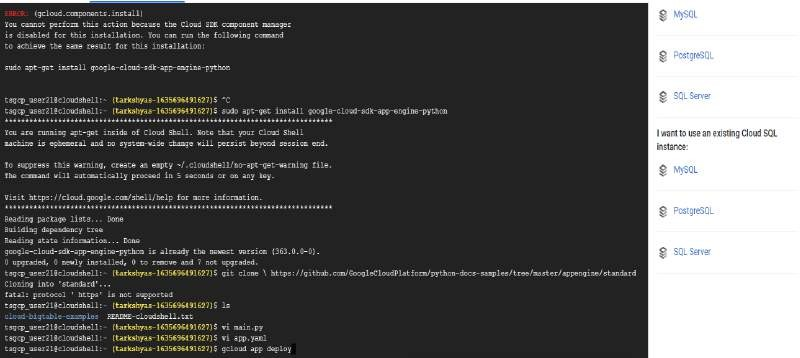 ERROR: (gcloud.components.install)
You cannot perform this action because the Cloud SDK component manager
is disabled for this installation. You can run the following command
to achieve the same result for this installation:
sudo apt-get install google-cloud-sdk-app-engine-python
tsgcp_user21@cloudshell:~ (tarkshyas-1635696491627)$ ^C
tsgcp_user21@cloudshell:~ (tarkshyas-1635696491627)$ sudo apt-get install google-cloud-sdk-app-engine-python
********************************************************************************
You are running apt-get inside of Cloud Shell. Note that your Cloud Shell
machine is ephemeral and no system-wide change will persist beyond session end.
To suppress this warning, create an empty ~/.cloudshell/no-apt-get-warning file.
The command will automatically proceed in 5 seconds or on any key.
Visit https://cloud.google.com/shell/help for more information.
********************************************************************************
Reading package lists... Done
Building dependency tree
Reading state information... Done
google-cloud-sdk-app-engine-python is already the newest version (363.0.0-0).
0 upgraded, 0 newly installed, 0 to remove and 7 not upgraded.
tsgcp_user21@cloudshell:~ (tarkshyas-1635696491627)$ git clone \ https://github.com/GoogleCloudPlatform/python-docs-samples/tree/master/appengine/standard
Cloning into 'standard'...
fatal: protocol ' https' is not supported
tsgcp_user21@cloudshell:~ (tarkshyas-1635696491627)$ ls
cloud-bigtable-examples README-cloudshell.txt
tsgcp_user21@cloudshell:~ (tarkshyas-1635696491627)$ vi main.py
tsgcp_user21@cloudshell:~ (tarkshyas-1635696491627)$ vi app.yaml
tsgcp_user21@cloudshell:~ (tarkshyas-1635696491627)$ gcloud app deploy
MySQL
PostgreSQL
SQL Server
I want to use an existing Cloud SQL
instance:
MySQL
PostgreSQL
SQL Server